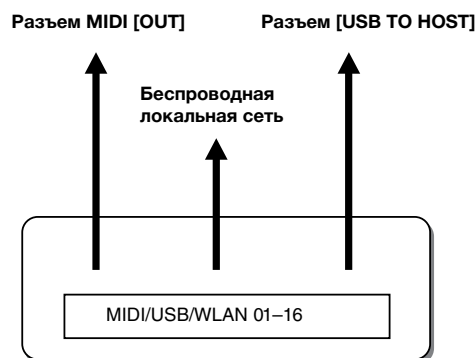 Разъем MIDI [OUT]
Разъем [USB TO HOST]
Беспроводная
локальная сеть
MIDI/USB/WLAN 01–16